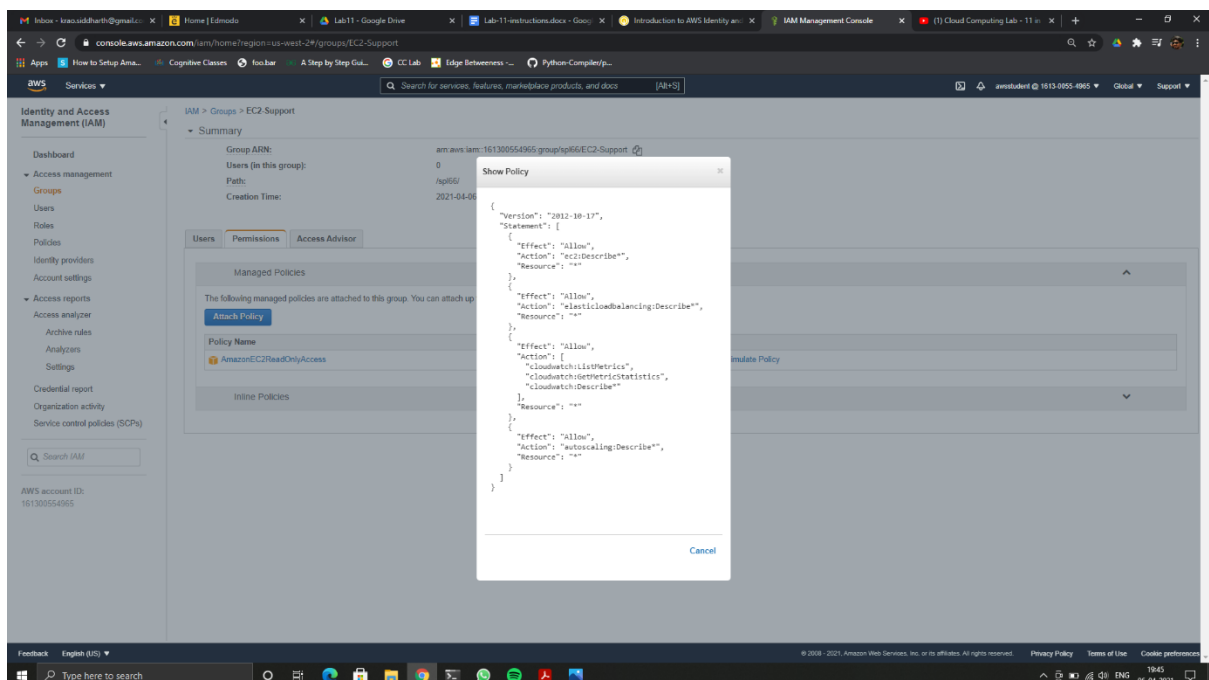 Inbox - krao.siddharth@gmail.co
Home | Edmodo
Lab11 - Google Drive
Lab-11-instructions.docx - Goog
Introduction to AWS Identity and
IAM Management Console
(1) Cloud Computing Lab - 11 in
console.aws.amazon.com/iam/home?region=us-west-2#/groups/EC2-Support
Apps
How to Setup Ama...
Cognitive Classes
foo.bar
A Step by Step Gui...
CC Lab
Edge Betweeness -...
Python-Compiler/p...
aws
Services
Search for services, features, marketplace products, and docs
[Alt+S]
awsstudent @ 1613-0055-4965
Global
Support
Identity and Access
Management (IAM)
Dashboard
Access management
Groups
Users
Roles
Policies
Identity providers
Account settings
Access reports
Access analyzer
Archive rules
Analyzers
Settings
Credential report
Organization activity
Service control policies (SCPs)
Search IAM
AWS account ID:
161300554965
IAM > Groups > EC2-Support
Summary
Group ARN: arn:aws:iam::161300554965:group/spl66/EC2-Support
Users (in this group): 0
Path: /spl66/
Creation Time: 2021-04-06
Users
Permissions
Access Advisor
Managed Policies
The following managed policies are attached to this group. You can attach up
Attach Policy
Policy Name
AmazonEC2ReadOnlyAccess
imulate Policy
Inline Policies
Show Policy
{
"Version": "2012-10-17",
"Statement": [
{
"Effect": "Allow",
"Action": "ec2:Describe*",
"Resource": "*"
},
{
"Effect": "Allow",
"Action": "elasticloadbalancing:Describe*",
"Resource": "*"
},
{
"Effect": "Allow",
"Action": [
"cloudwatch:ListMetrics",
"cloudwatch:GetMetricStatistics",
"cloudwatch:Describe*"
],
"Resource": "*"
},
{
"Effect": "Allow",
"Action": "autoscaling:Describe*",
"Resource": "*"
}
]
}
Cancel
Feedback
English (US)
© 2008 - 2021, Amazon Web Services, Inc. or its affiliates. All rights reserved.
Privacy Policy
Terms of Use
Cookie preferences
Type here to search
ENG
19:45